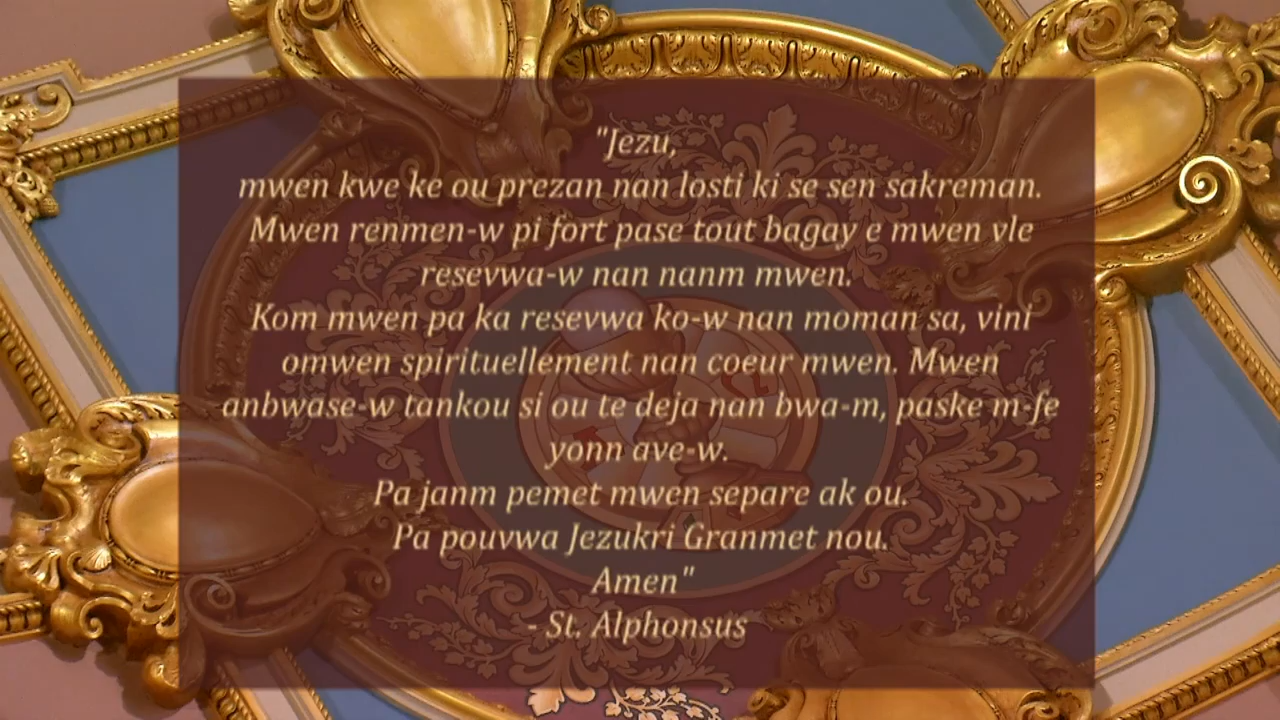 "Jezu,
mwen kwe ke ou prezan nan losti ki se sen sakreman.
Mwen renmen-w pi fort pase tout bagay e mwen vle
resevwa-w nan nanm mwen.
Kom mwen pa ka resevwa ko-w nan moman sa, vini
omwen spirituellement nan coeur mwen. Mwen
anbwase-w tankou si ou te deja nan bwa-m, paske m-fe
yonn ave-w.
Pa janm pemet mwen separe ak ou.
Pa pouvwa Jezukri Granmet nou.
Amen"
- St. Alphonsus